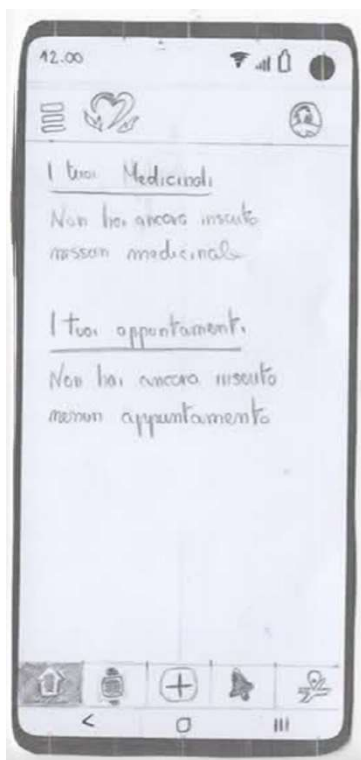 12.00
I tuoi Medicinali
Non hai ancora inserito
nessun medicinale
I tuoi appuntamenti
Non hai ancora inserito
nessun appuntamento